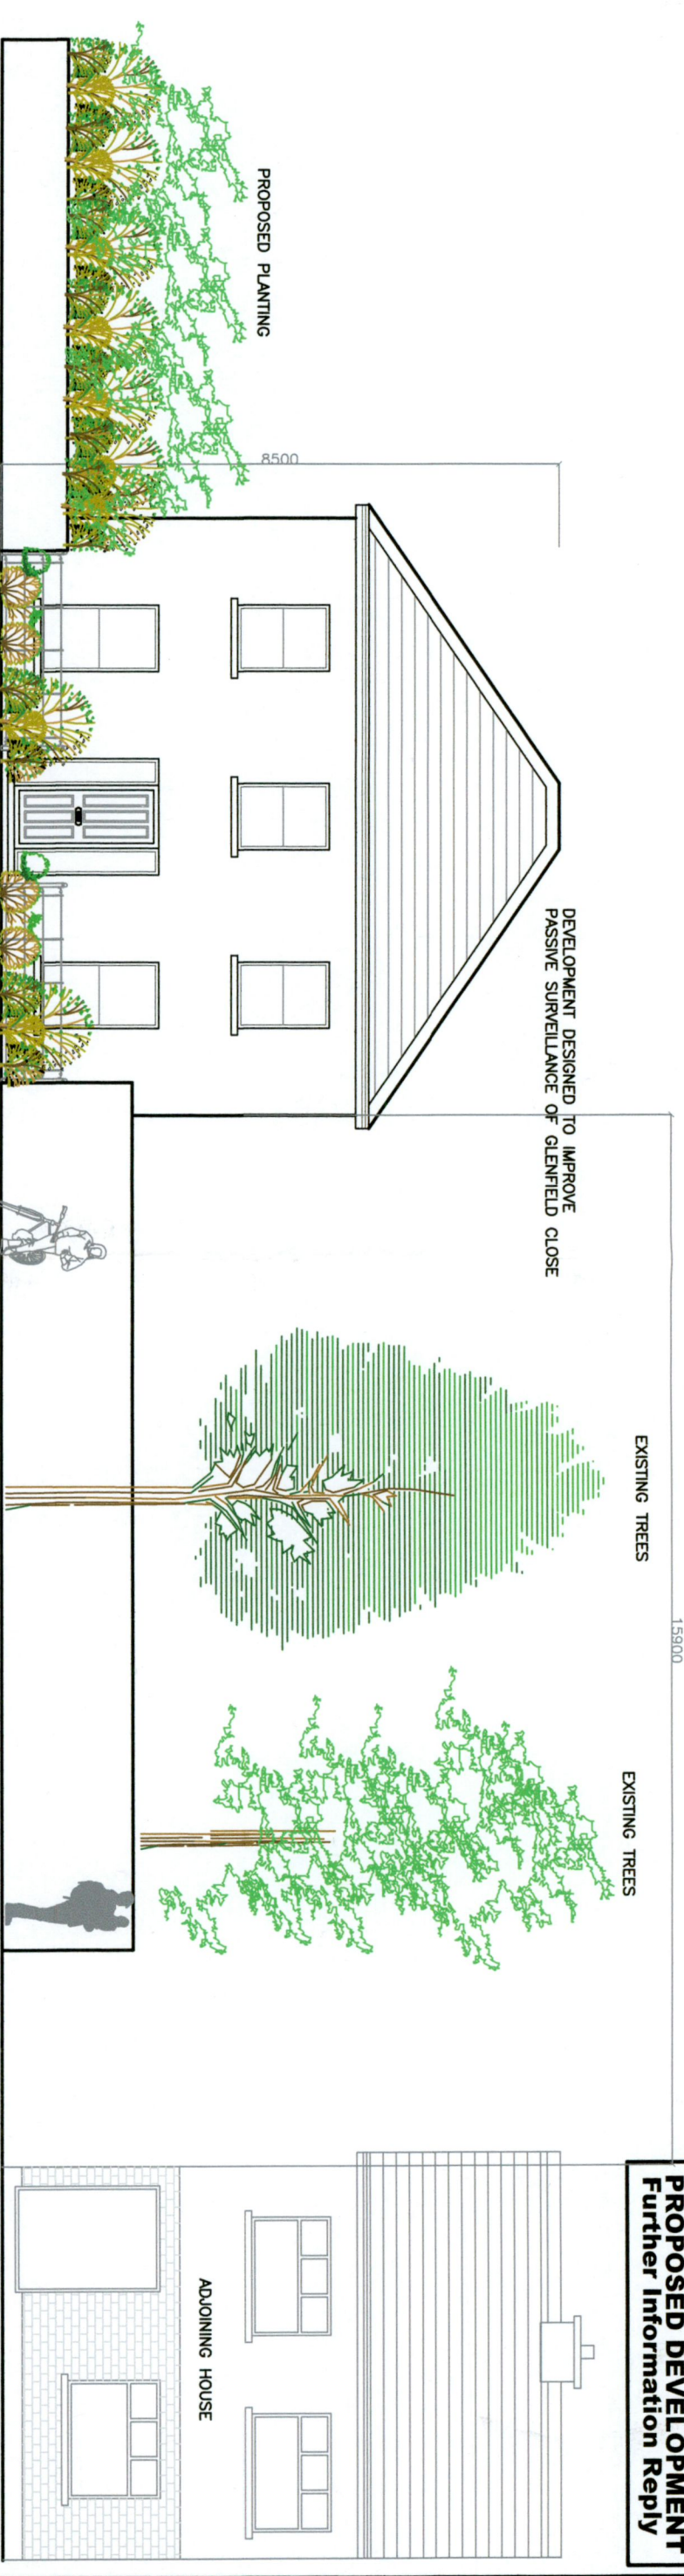 PROPOSED PLANTING
8500
DEVELOPMENT DESIGNED TO IMPROVE
PASSIVE SURVEILLANCE OF GLENFIELD CLOSE
EXISTING TREES
15900
EXISTING TREES
PROPOSED DEVELOPMENT
Further Information Reply
ADJOINING HOUSE